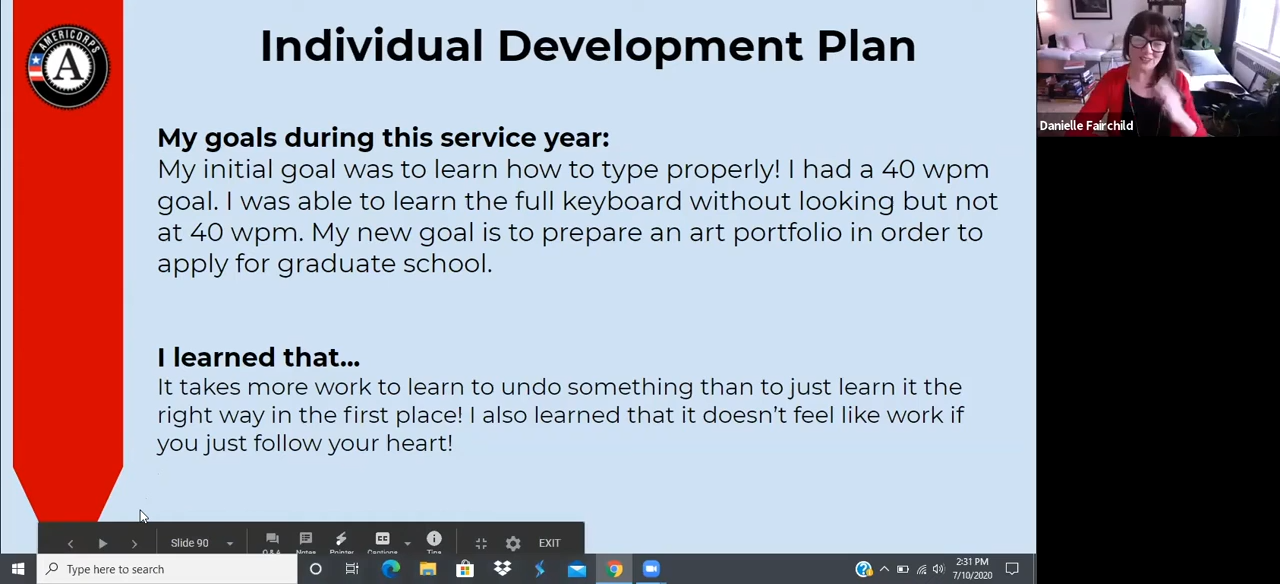 AMERICORPS
A
Individual Development Plan
My goals during this service year:
My initial goal was to learn how to type properly! I had a 40 wpm
goal. I was able to learn the full keyboard without looking but not
at 40 wpm. My new goal is to prepare an art portfolio in order to
apply for graduate school.
I learned that...
It takes more work to learn to undo something than to just learn it the
right way in the first place! I also learned that it doesn't feel like work if
you just follow your heart!
Danielle Fairchild
Slide 90
Q & A
Notes
Pointer
Captions
Tips
EXIT
Type here to search
2:31 PM
7/10/2020